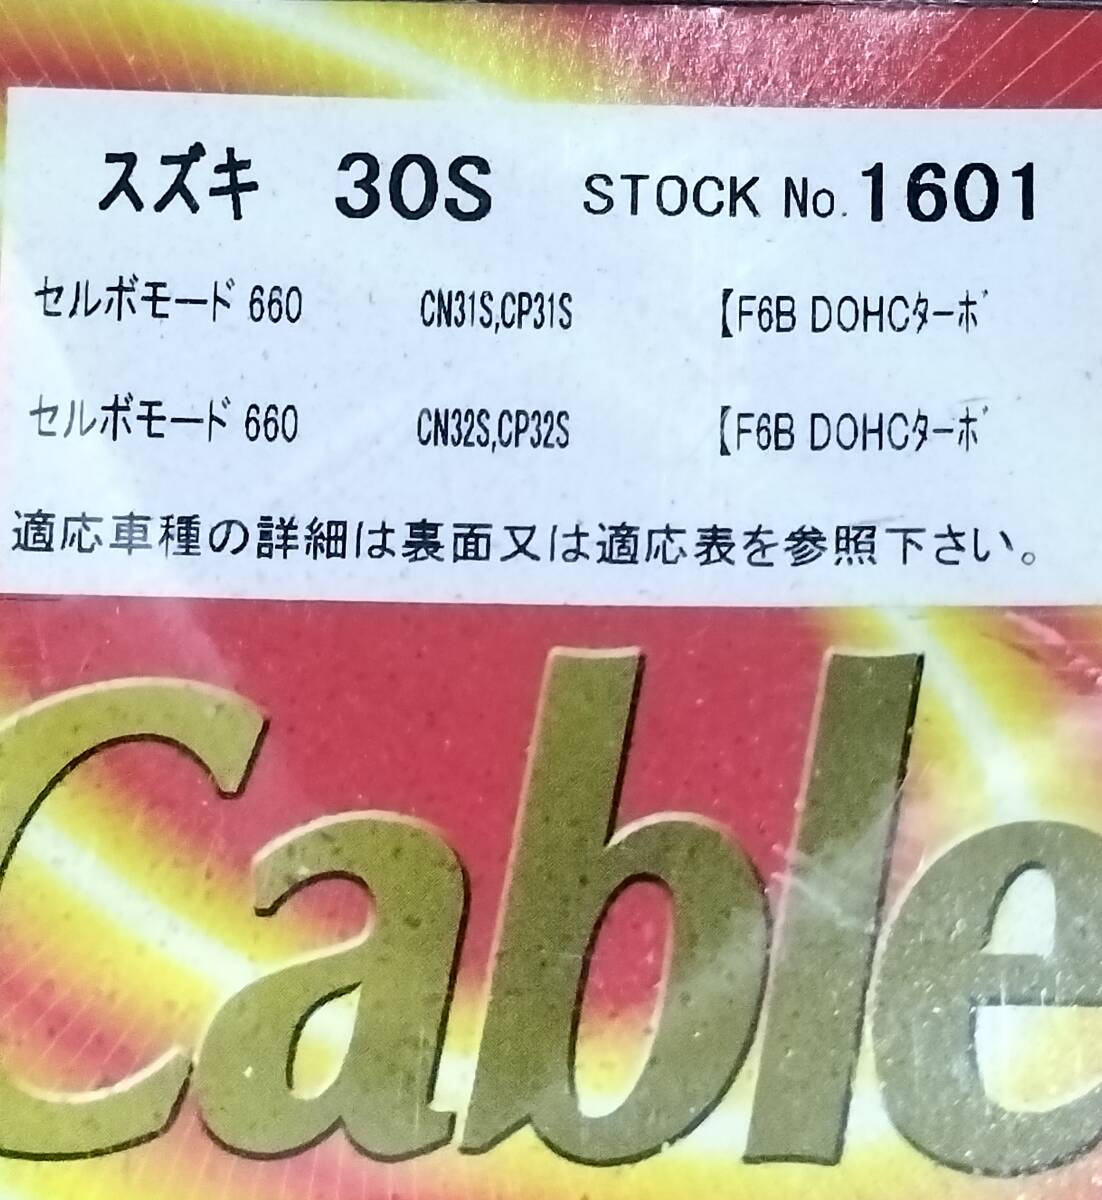 スズキ 30S STOCK No.1601
セルボモード 660 CN31S,CP31S 【F6B DOHCﾀｰﾎﾞ
セルボモード 660 CN32S,CP32S 【F6B DOHCﾀｰﾎﾞ
適応車種の詳細は裏面又は適応表を参照下さい。
Cable